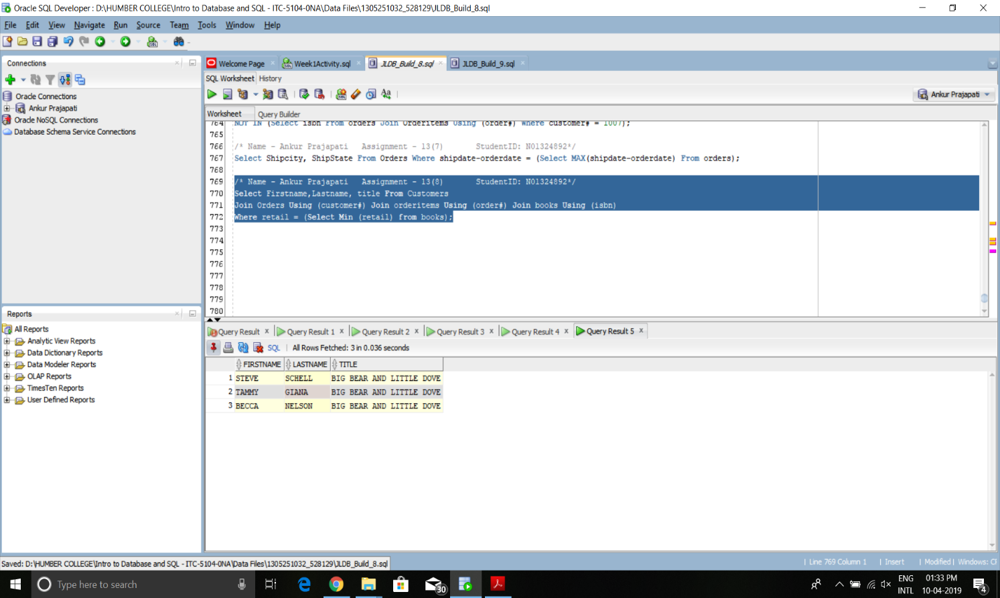 Oracle SQL Developer : D:\HUMBER COLLEGE\Intro to Database and SQL - ITC-5104-0NA\Data Files\1305251032_528129\JLDB_Build_8.sql
File Edit View Navigate Run Source Team Tools Window Help
Connections
Oracle Connections
Ankur Prajapati
Oracle NoSQL Connections
Database Schema Service Connections
Reports
All Reports
Analytic View Reports
Data Dictionary Reports
Data Modeler Reports
OLAP Reports
TimesTen Reports
User Defined Reports
Welcome Page Week1Activity.sql JLDB_Build_8.sql JLDB_Build_9.sql
SQL Worksheet History
Ankur Prajapati
Worksheet Query Builder
764 NOT IN (Select isbn From orders Join Orderitems Using (order#) Where customer# = 1007);
765
766 /* Name - Ankur Prajapati Assignment - 13(7) StudentID: N01324892*/
767 Select Shipcity, ShipState From Orders Where shipdate-orderdate = (Select MAX(shipdate-orderdate) From orders);
768
769 /* Name - Ankur Prajapati Assignment - 13(8) StudentID: N01324892*/
770 Select Firstname,Lastname, title From Customers
771 Join Orders Using (customer#) Join orderitems Using (order#) Join books Using (isbn)
772 Where retail = (Select Min (retail) from books);
773
774
775
776
777
778
779
780
Query Result x Query Result 1 x Query Result 2 x Query Result 3 x Query Result 4 x Query Result 5 x
SQL | All Rows Fetched: 3 in 0.036 seconds
FIRSTNAME LASTNAME TITLE
1 STEVE SCHELL BIG BEAR AND LITTLE DOVE
2 TAMMY GIANA BIG BEAR AND LITTLE DOVE
3 BECCA NELSON BIG BEAR AND LITTLE DOVE
Saved: D:\HUMBER COLLEGE\Intro to Database and SQL - ITC-5104-0NA\Data Files\1305251032_528129\JLDB_Build_8.sql
| Line 769 Column 1 | Insert | Modified | Windows: CF
Type here to search
30
ENG
INTL
01:33 PM
10-04-2019
4